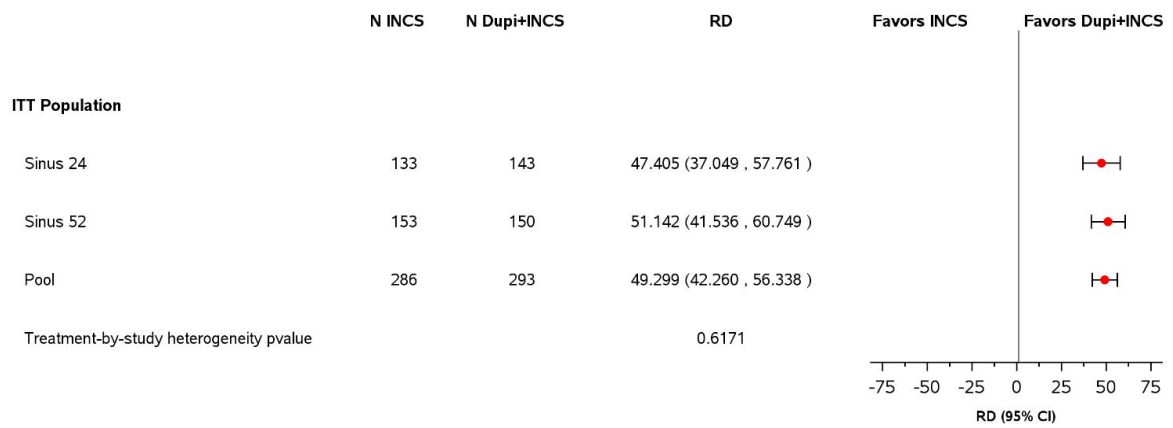 N INCS N Dupi+INCS RD Favors INCS Favors Dupi+INCS
ITT Population
Sinus 24 133 143 47.405 (37.049 , 57.761 )
Sinus 52 153 150 51.142 (41.536 , 60.749 )
Pool 286 293 49.299 (42.260 , 56.338 )
Treatment-by-study heterogeneity pvalue 0.6171
-75 -50 -25 0 25 50 75
RD (95% CI)